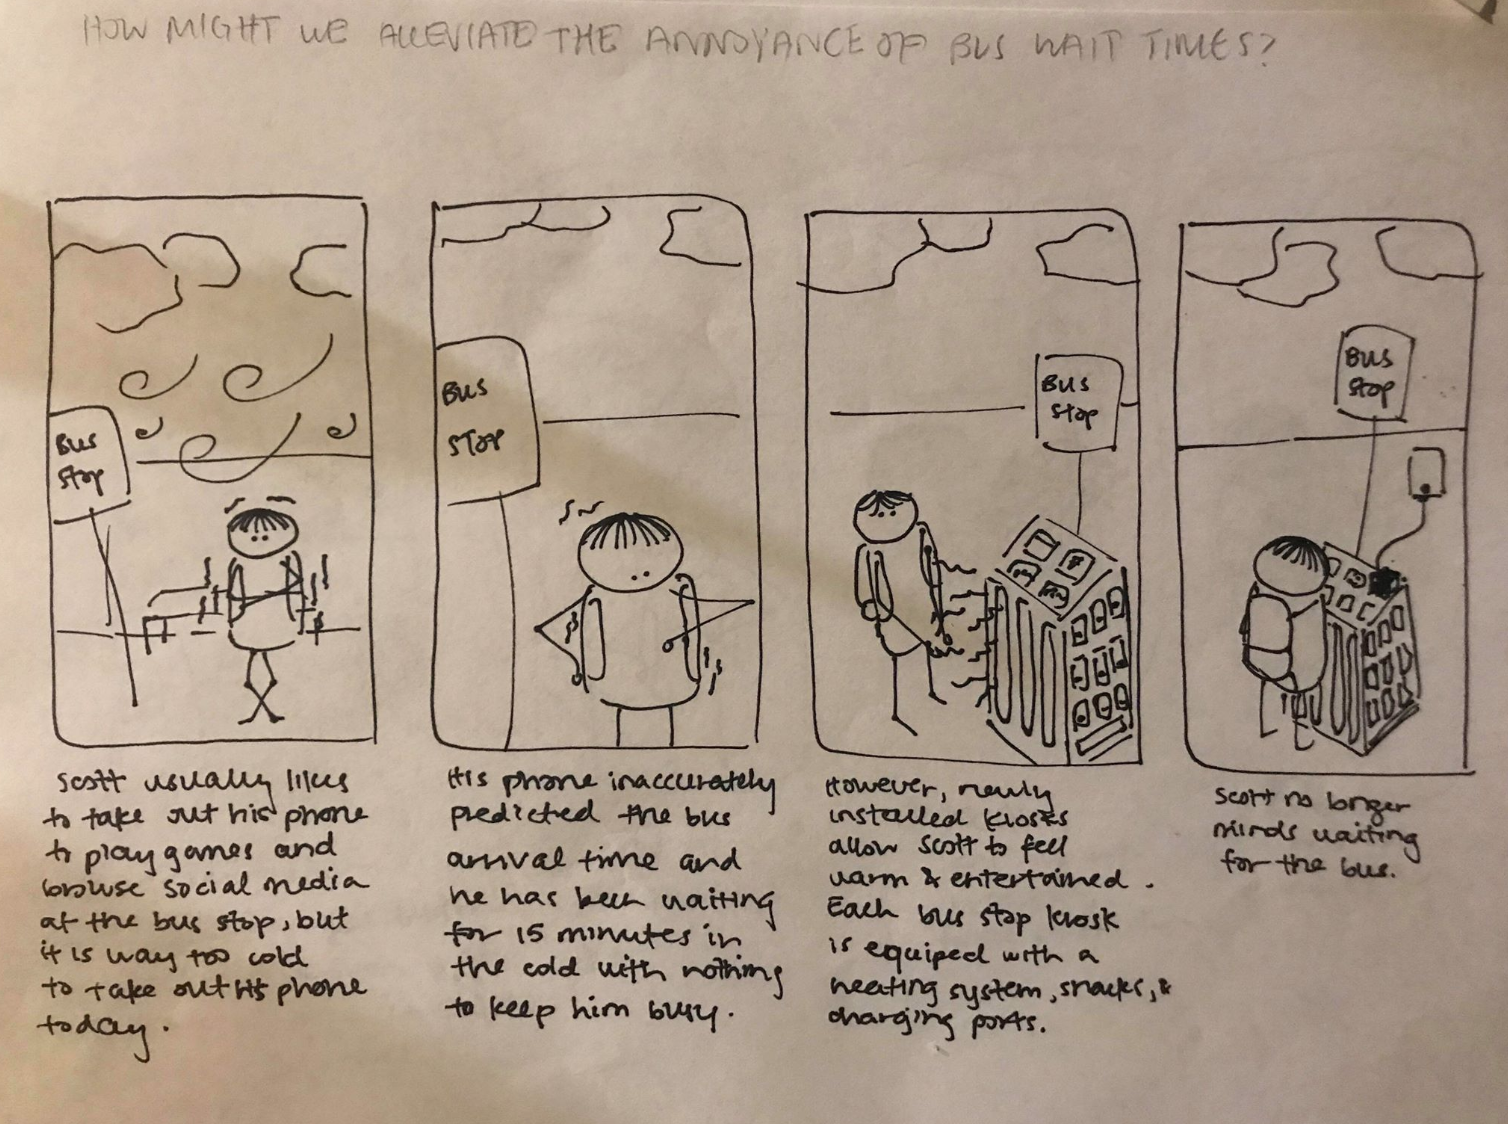 HOW MIGHT WE ALLEVIATE THE ANNOYANCE OF BUS WAIT TIMES?
BUS
Stop
BUS
STOP
BUS
Stop
BUS
Stop
Scott usually likes
to take out his phone
to play games and
browse social media
at the bus stop, but
it is way too cold
to take out his phone
today.
His phone inaccurately
predicted the bus
arrival time and
he has been waiting
for 15 minutes in
the cold with nothing
to keep him busy.
However, newly
installed kiosks
allow Scott to feel
warm & entertained.
Each bus stop kiosk
is equiped with a
heating system, snacks, &
charging ports.
Scott no longer
minds waiting
for the bus.